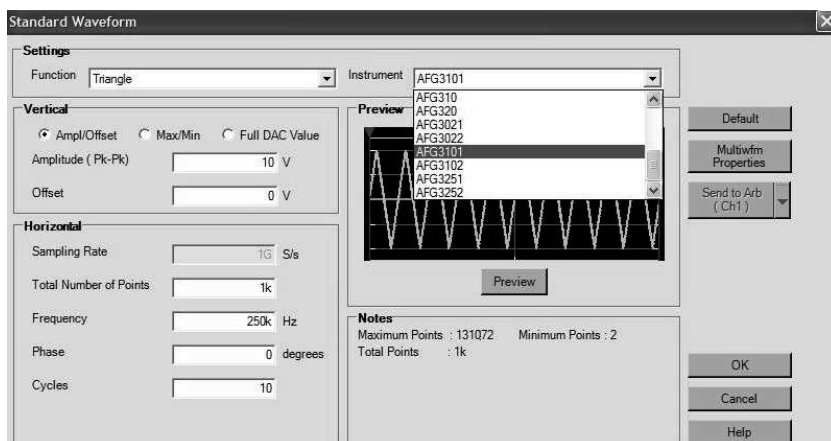 Standard Waveform
Settings
Function Triangle
Instrument AFG3101
AFG310
AFG320
AFG3021
AFG3022
AFG3101
AFG3102
AFG3251
AFG3252
Vertical
Ampl/Offset Max/Min Full DAC Value
Amplitude ( Pk-Pk) 10 V
Offset 0 V
Horizontal
Sampling Rate 1G S/s
Total Number of Points 1k
Frequency 250k Hz
Phase 0 degrees
Cycles 10
Preview
Preview
Notes
Maximum Points : 131072 Minimum Points : 2
Total Points : 1k
Default
Multiwfm
Properties
Send to Arb
( Ch1 )
OK
Cancel
Help